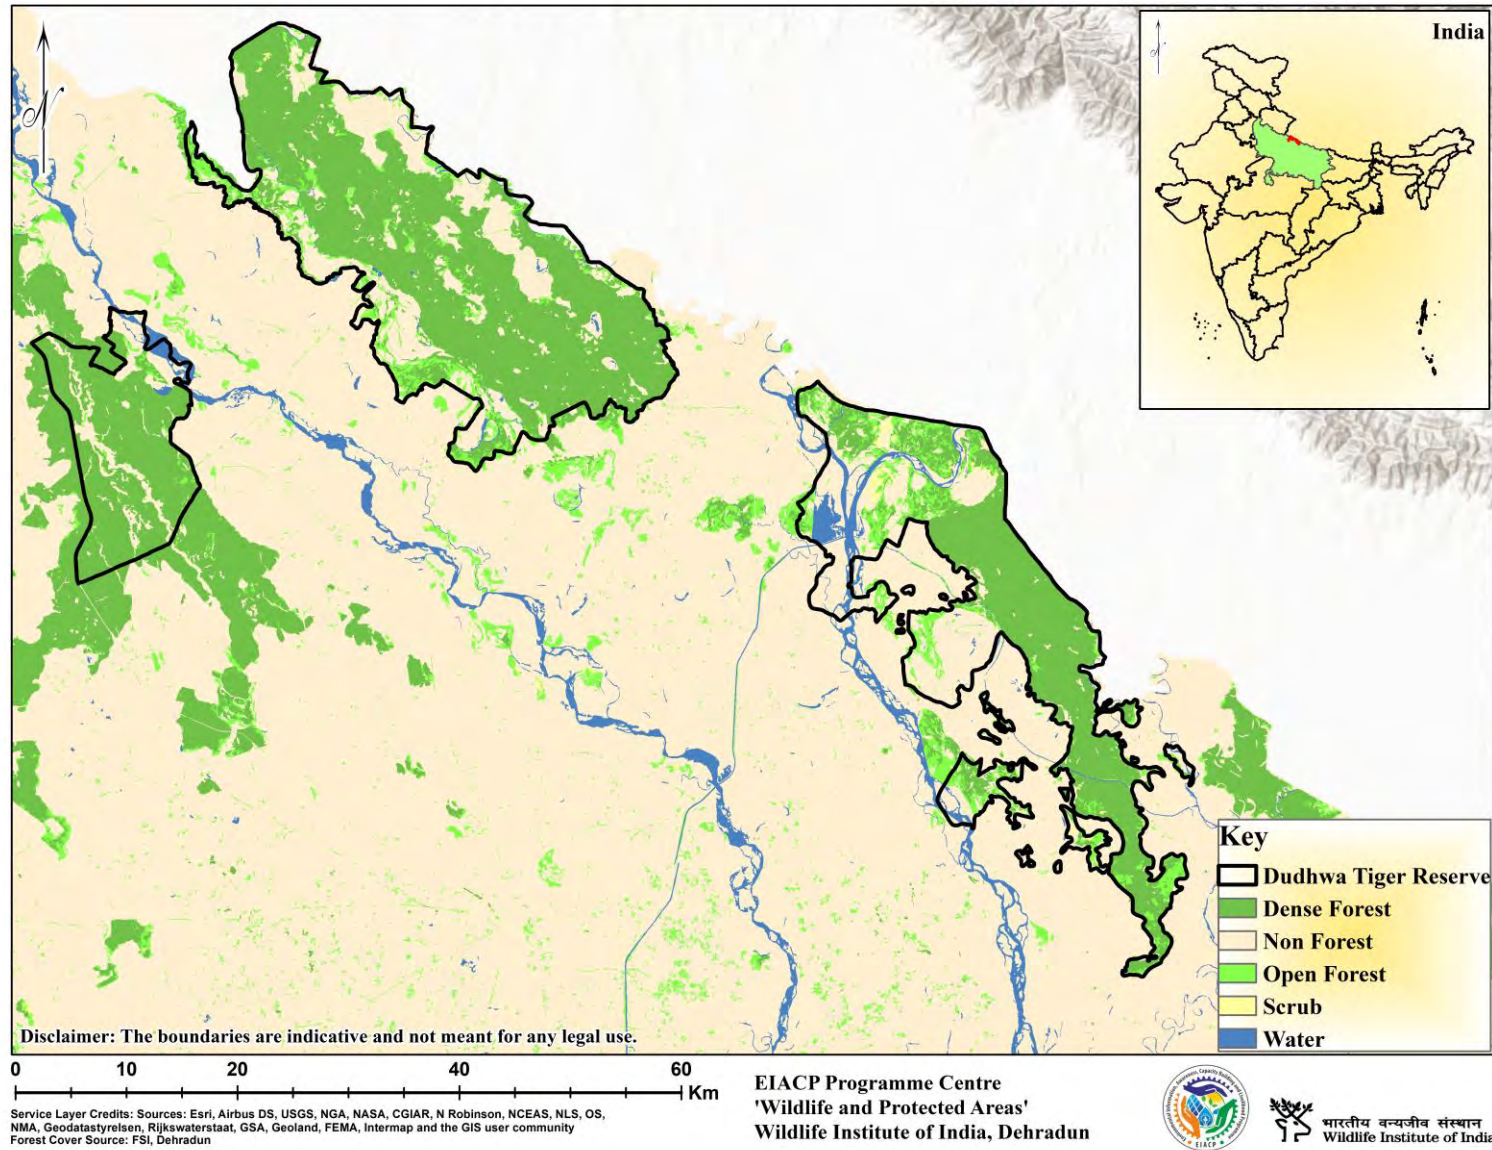 India
N
N
Key
Dudhwa Tiger Reserve
Dense Forest
Non Forest
Open Forest
Scrub
Water
Disclaimer: The boundaries are indicative and not meant for any legal use.
0 10 20 40 60
Km
Service Layer Credits: Sources: Esri, Airbus DS, USGS, NGA, NASA, CGIAR, N Robinson, NCEAS, NLS, OS,
NMA, Geodatastyrelsen, Rijkswaterstaat, GSA, Geoland, FEMA, Intermap and the GIS user community
Forest Cover Source: FSI, Dehradun
EIACP Programme Centre
'Wildlife and Protected Areas'
Wildlife Institute of India, Dehradun
EIACP
भारतीय वन्यजीव संस्थान
Wildlife Institute of India